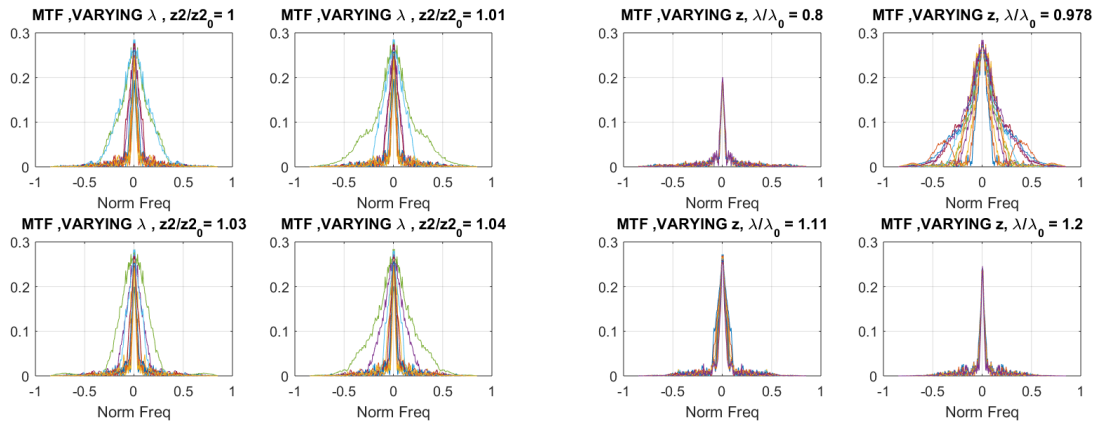 MTF ,VARYING λ , z2/z2₀= 1
0.3
0.2
0.1
0
-1 -0.5 0 0.5 1
Norm Freq
MTF ,VARYING λ , z2/z2₀= 1.01
0.3
0.2
0.1
0
-1 -0.5 0 0.5 1
Norm Freq
MTF ,VARYING z, λ/λ₀ = 0.8
0.3
0.2
0.1
0
-1 -0.5 0 0.5 1
Norm Freq
MTF ,VARYING z, λ/λ₀ = 0.978
0.3
0.2
0.1
0
-1 -0.5 0 0.5 1
Norm Freq
MTF ,VARYING λ , z2/z2₀= 1.03
0.3
0.2
0.1
0
-1 -0.5 0 0.5 1
Norm Freq
MTF ,VARYING λ , z2/z2₀= 1.04
0.3
0.2
0.1
0
-1 -0.5 0 0.5 1
Norm Freq
MTF ,VARYING z, λ/λ₀ = 1.11
0.3
0.2
0.1
0
-1 -0.5 0 0.5 1
Norm Freq
MTF ,VARYING z, λ/λ₀ = 1.2
0.3
0.2
0.1
0
-1 -0.5 0 0.5 1
Norm Freq